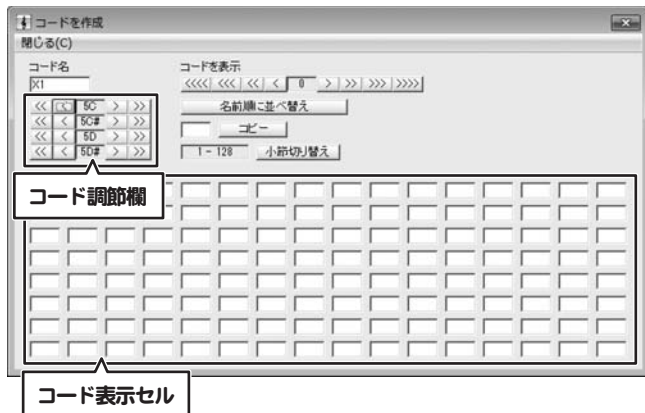 コードを作成
閉じる(C)
コード名
コードを表示
X1
<<<< <<< << < 0 > >> >>> >>>>
<< < 5C > >>
名前順に並べ替え
<< < 5C# > >>
コピー
<< < 5D > >>
<< < 5D# > >>
1 - 128 小節切り替え
コード調節欄
コード表示セル